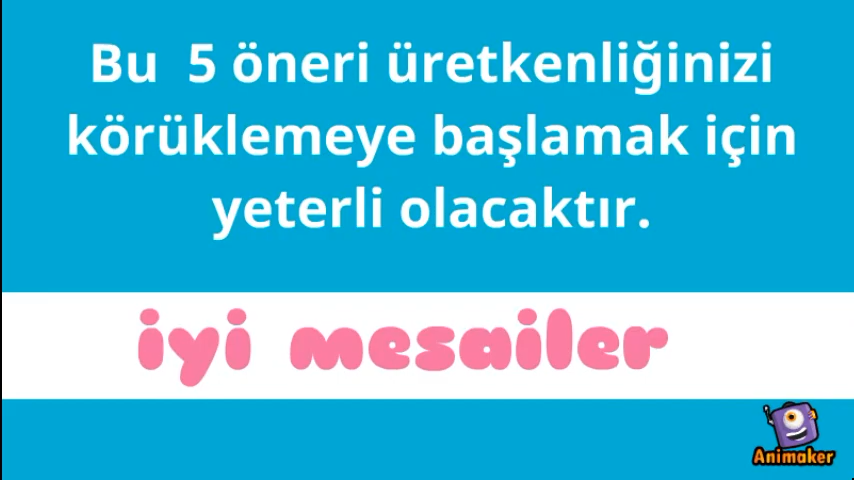 Bu 5 öneri üretkenliğinizi
körüklemeye başlamak için
yeterli olacaktır.
iyi mesailer
Animaker